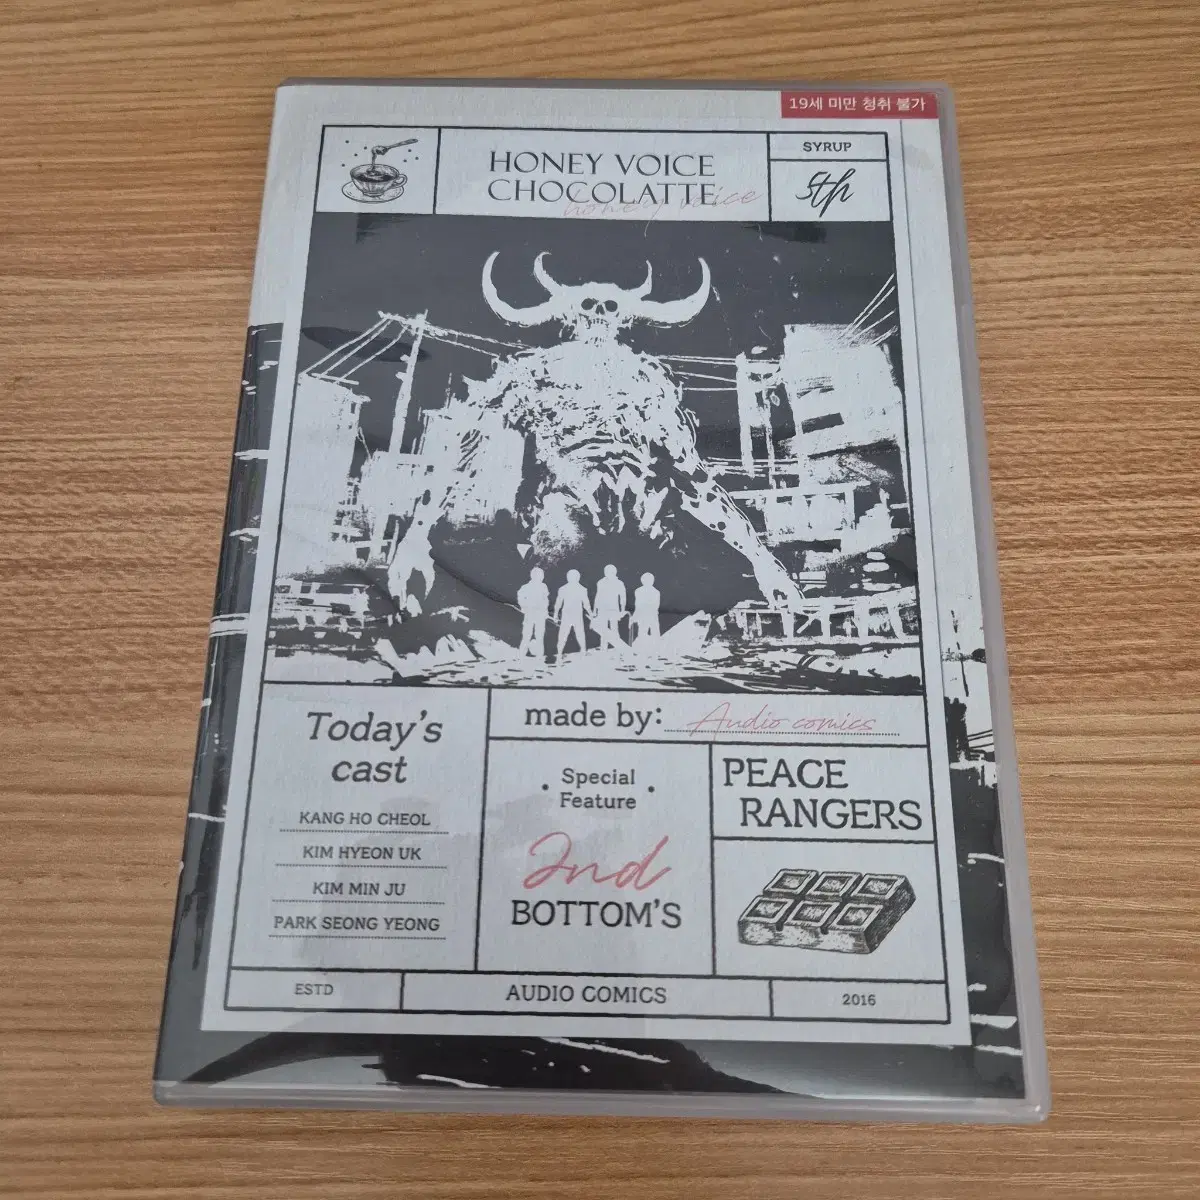 19세 미만 청취 불가
HONEY VOICE
CHOCOLATTE
honey voice
SYRUP
5th
Today's
cast
KANG HO CHEOL
KIM HYEON UK
KIM MIN JU
PARK SEONG YEONG
made by: Audio comics
Special
Feature
2nd
BOTTOM'S
PEACE
RANGERS
ESTD
AUDIO COMICS
2016